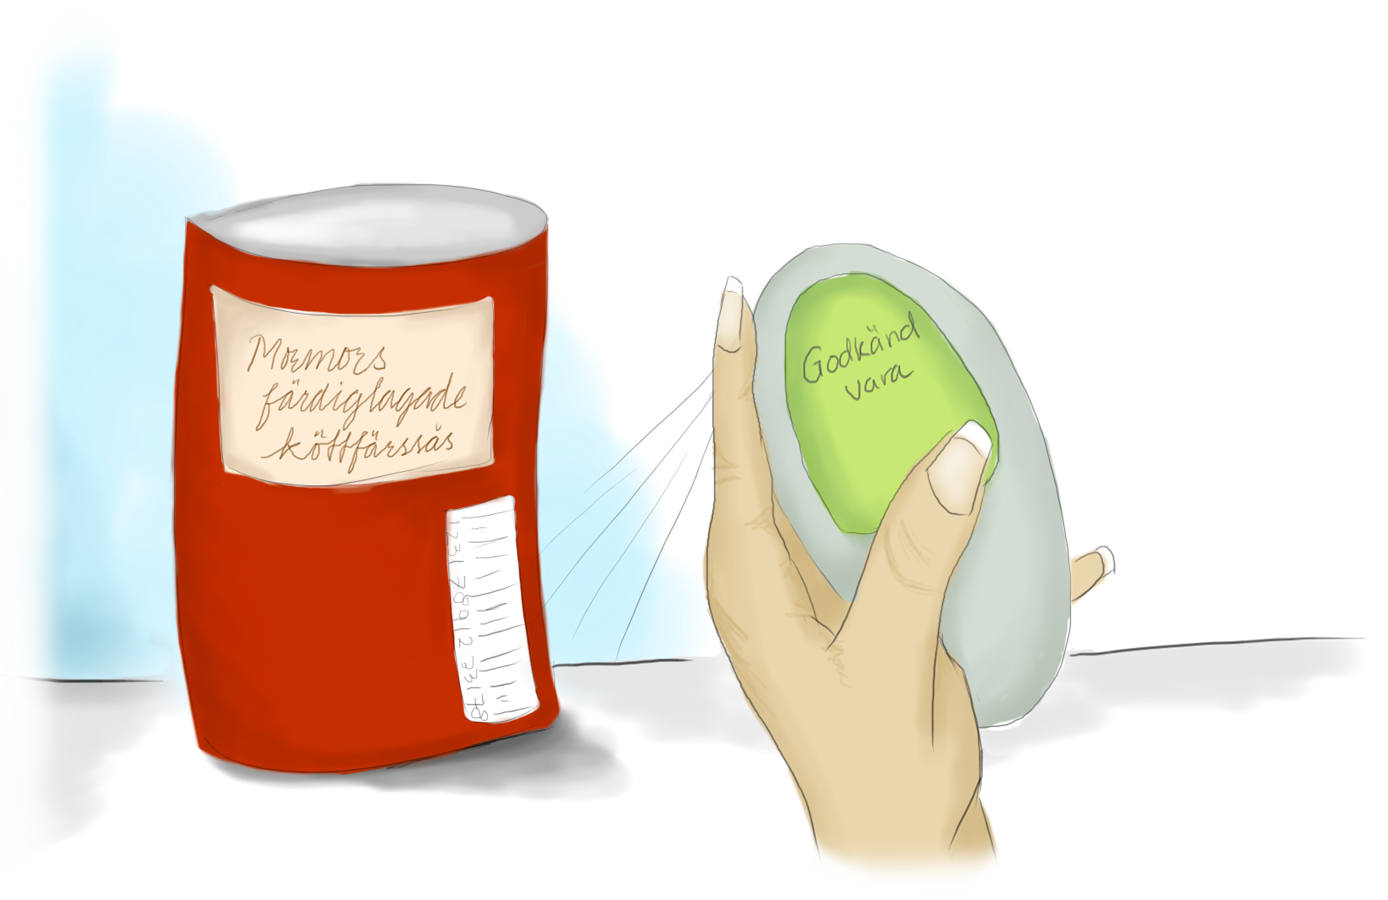 Mormors
färdiglagade
köttfärssås
Godkänd
vara